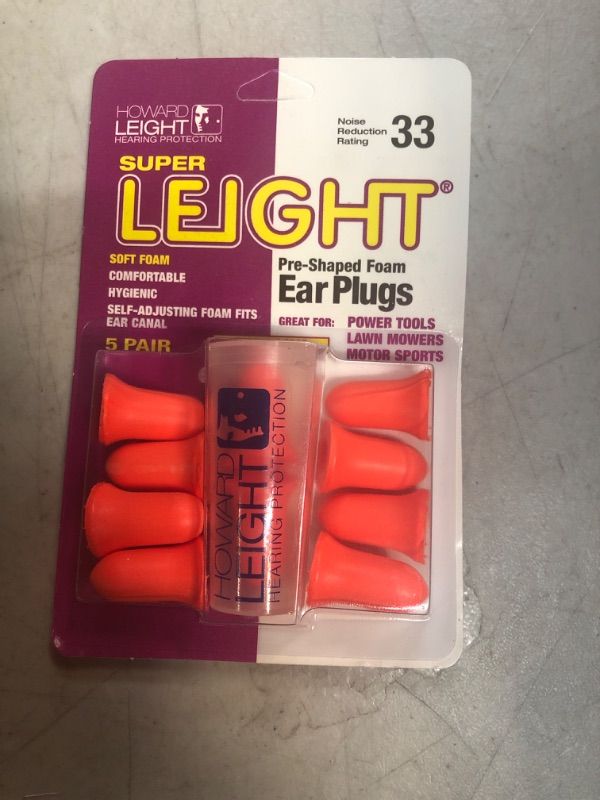 HOWARD
LEIGHT
HEARING PROTECTION
Noise
Reduction
Rating
33
SUPER
LEIGHT®
SOFT FOAM
COMFORTABLE
HYGIENIC
SELF-ADJUSTING FOAM FITS
EAR CANAL
5 PAIR
Pre-Shaped Foam
Ear Plugs
GREAT FOR: POWER TOOLS
LAWN MOWERS
MOTOR SPORTS
HOWARD
LEIGHT
HEARING PROTECTION